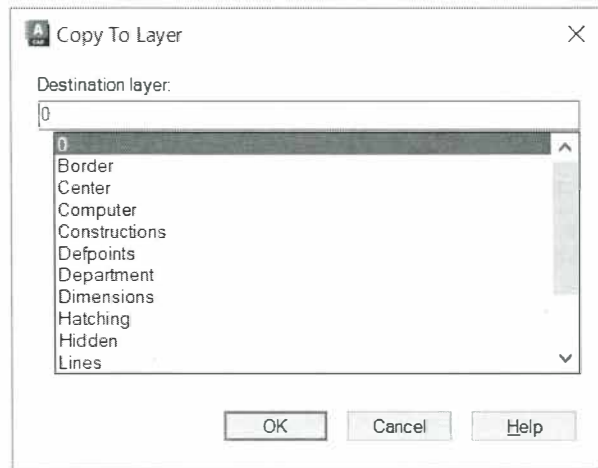 A
CAD
Copy To Layer
Destination layer:
0
0
Border
Center
Computer
Constructions
Defpoints
Department
Dimensions
Hatching
Hidden
Lines
OK
Cancel
Help